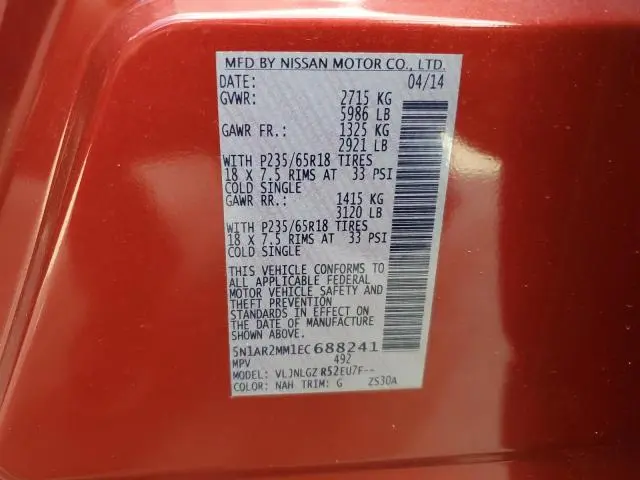 MFD BY NISSAN MOTOR CO., LTD.
DATE: 04/14
GVWR: 2715 KG
5986 LB
GAWR FR.: 1325 KG
2921 LB
WITH P235/65R18 TIRES
18 X 7.5 RIMS AT 33 PSI
COLD SINGLE
GAWR RR.: 1415 KG
3120 LB
WITH P235/65R18 TIRES
18 X 7.5 RIMS AT 33 PSI
COLD SINGLE
THIS VEHICLE CONFORMS TO
ALL APPLICABLE FEDERAL
MOTOR VEHICLE SAFETY AND
THEFT PREVENTION
STANDARDS IN EFFECT ON
THE DATE OF MANUFACTURE
SHOWN ABOVE.
5N1AR2MM1EC688241
MPV 492
MODEL: VLJNLGZ R52EU7F--
COLOR: NAH TRIM: G ZS30A